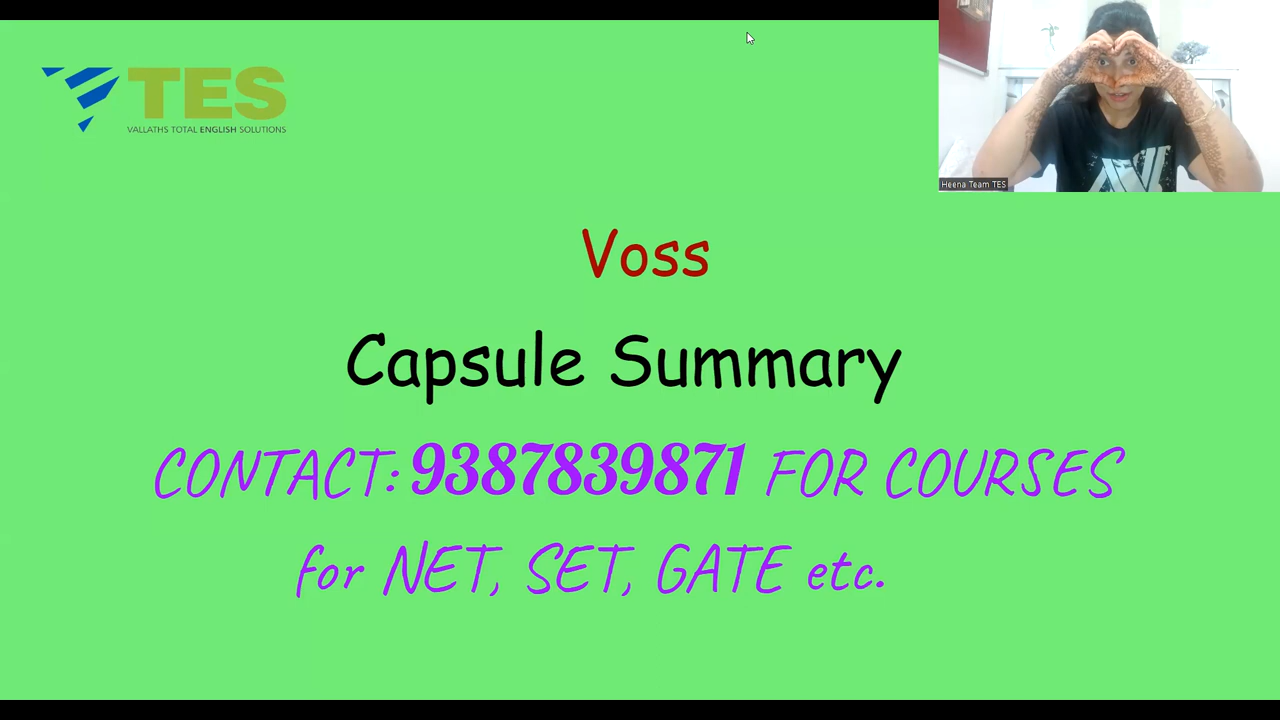 TES
VALLATHS TOTAL ENGLISH SOLUTIONS
Heena Team TES
Voss
Capsule Summary
CONTACT: 9387839871 FOR COURSES
for NET, SET, GATE etc.